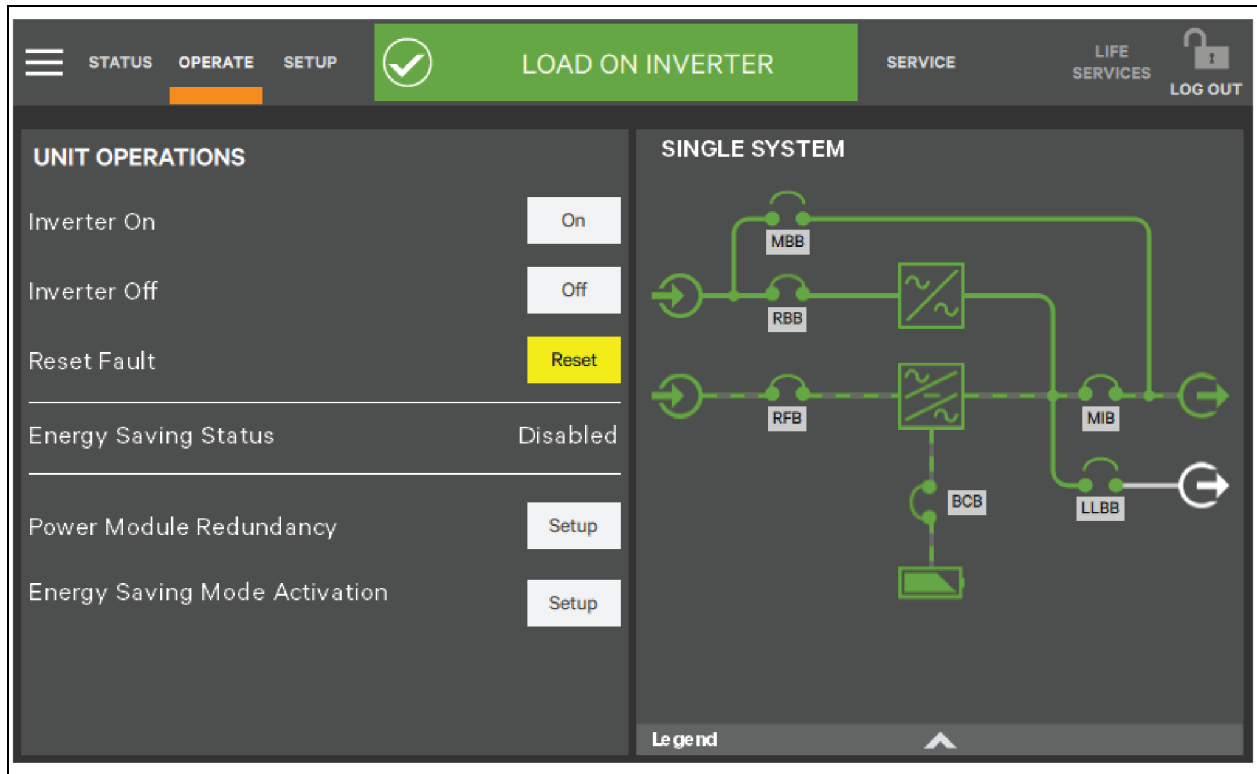 STATUS OPERATE SETUP LOAD ON INVERTER SERVICE LIFE SERVICES LOG OUT
UNIT OPERATIONS
Inverter On On
Inverter Off Off
Reset Fault Reset
Energy Saving Status Disabled
Power Module Redundancy Setup
Energy Saving Mode Activation Setup
SINGLE SYSTEM
MBB
RBB
RFB MIB
BCB LLBB
Legend